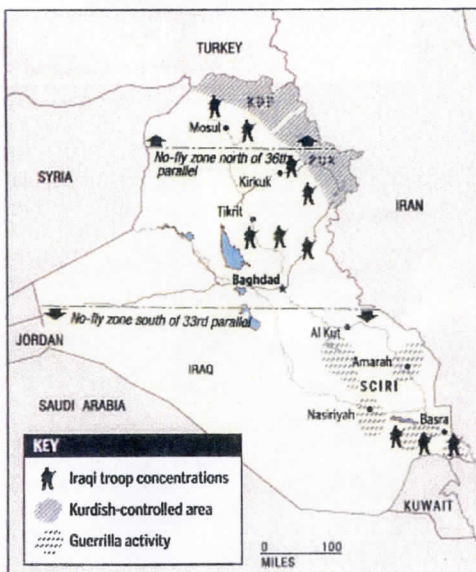 TURKEY
KDP
Mosul
No-fly zone north of 36th
parallel
PUK
SYRIA
Kirkuk
IRAN
Tikrit
Baghdad
No-fly zone south of 33rd parallel
JORDAN
Al Kut
IRAQ
Amarah
SCIRI
SAUDI ARABIA
Nasiriyah
Basra
KEY
Iraqi troop concentrations
Kurdish-controlled area
Guerrilla activity
KUWAIT
0 100
MILES